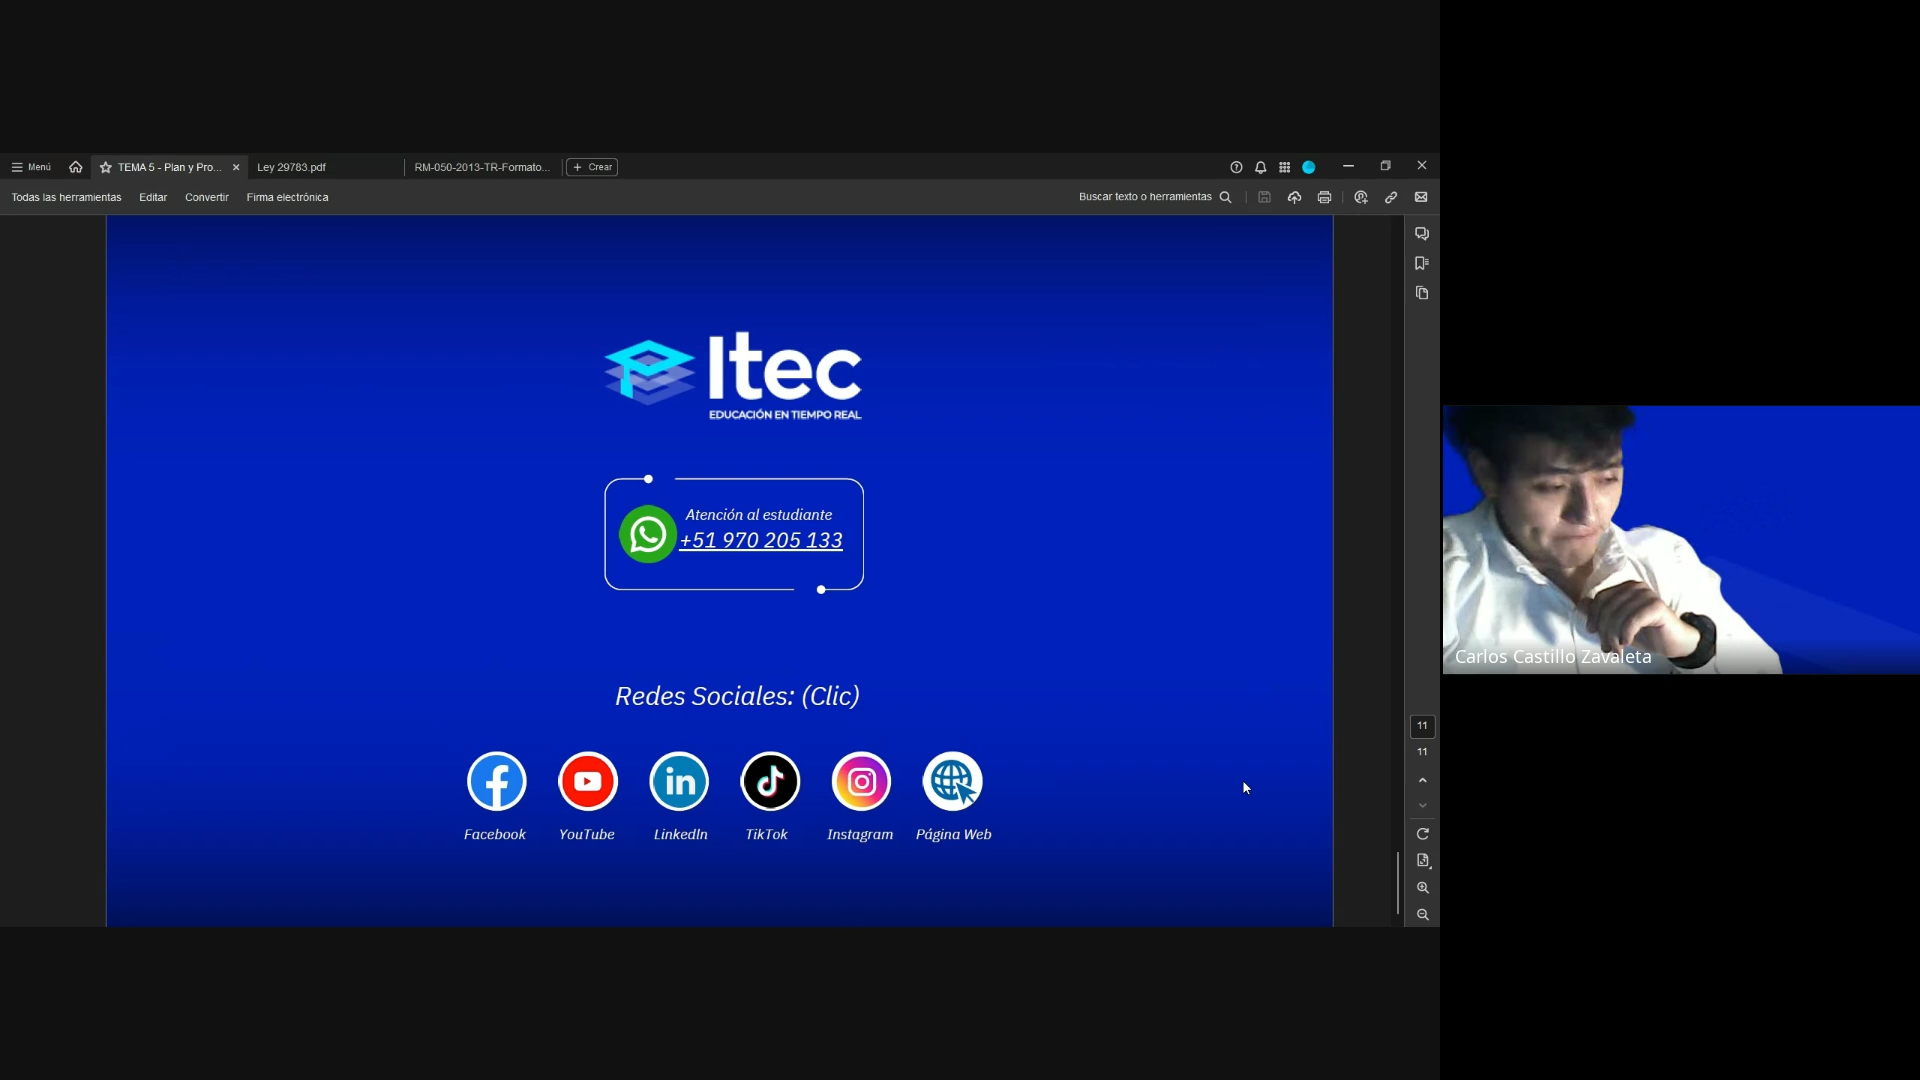 Menú
TEMA 5 - Plan y Pro...
Ley 29783.pdf
RM-050-2013-TR-Formato...
+ Crear
Todas las herramientas
Editar
Convertir
Firma electrónica
Buscar texto o herramientas
Itec
EDUCACIÓN EN TIEMPO REAL
Atención al estudiante
+51 970 205 133
Redes Sociales: (Clic)
Facebook
YouTube
LinkedIn
TikTok
Instagram
Página Web
Carlos Castillo Zavaleta
11
11